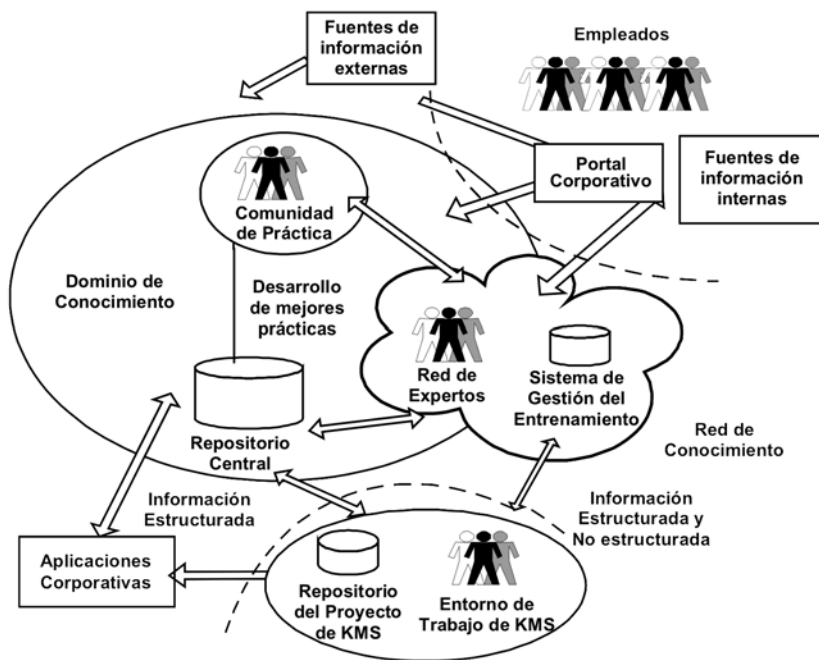 Fuentes de
información
externas
Empleados
Portal
Corporativo
Fuentes de
información
internas
Comunidad
de Práctica
Dominio de
Conocimiento
Desarrollo
de mejores
prácticas
Red de
Expertos
Sistema de
Gestión del
Entrenamiento
Repositorio
Central
Red de
Conocimiento
Información
Estructurada
Información
Estructurada y
No estructurada
Aplicaciones
Corporativas
Repositorio
del Proyecto
de KMS
Entorno de
Trabajo de KMS